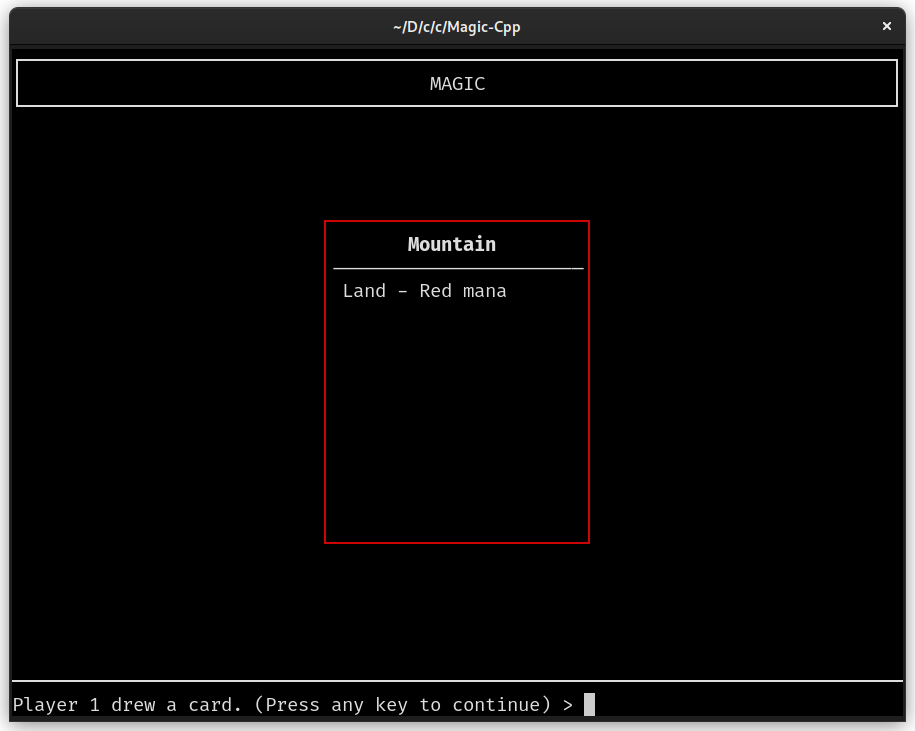 ~/D/c/c/Magic-Cpp
MAGIC
Mountain
Land – Red mana
Player 1 drew a card. (Press any key to continue) >